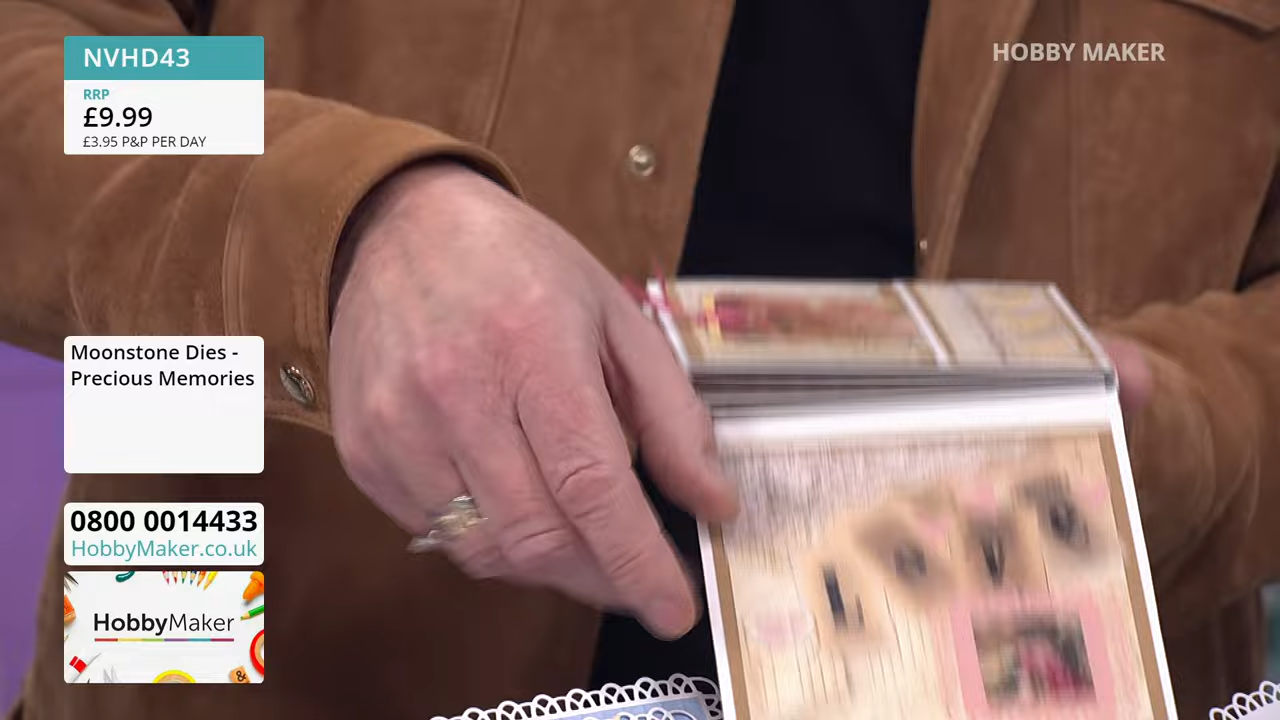 NVHD43
RRP
£9.99
£3.95 P&P PER DAY
HOBBY MAKER
Moonstone Dies -
Precious Memories
0800 0014433
HobbyMaker.co.uk
HobbyMaker